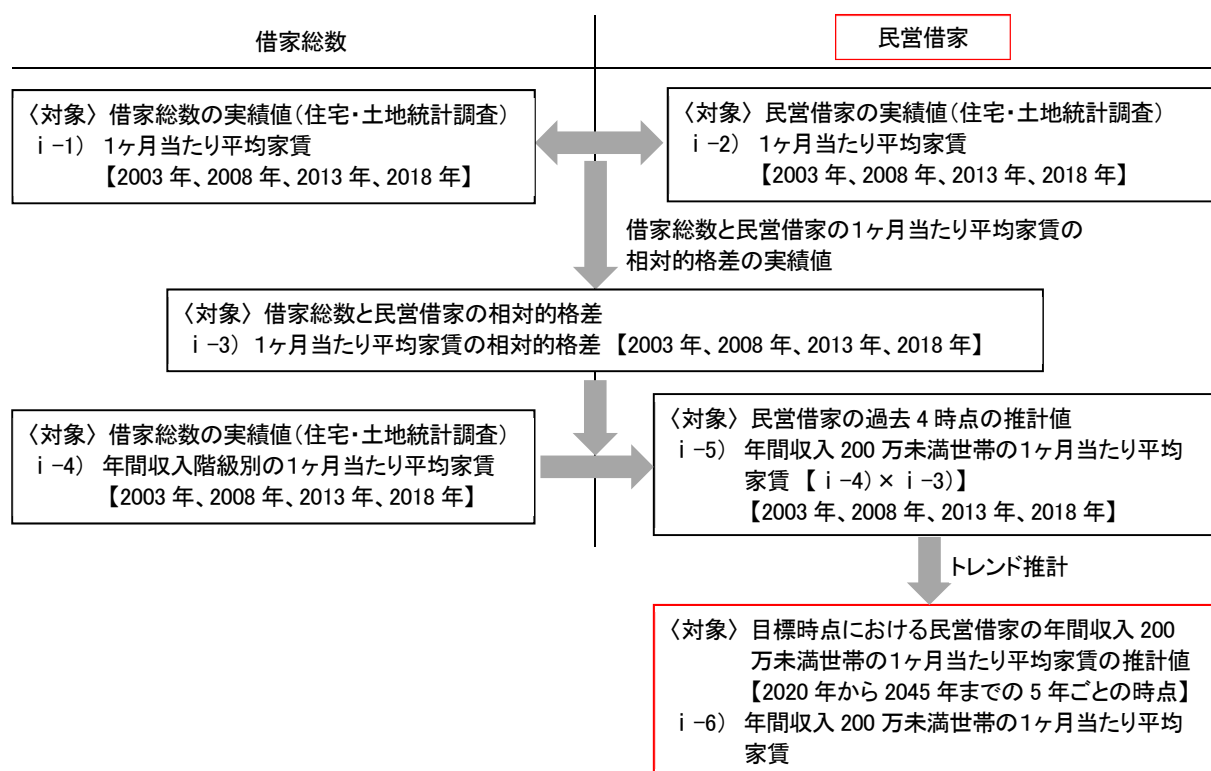 借家総数
民営借家
〈対象〉 借家総数の実績値(住宅・土地統計調査)
ⅰ-1) 1ヶ月当たり平均家賃
【2003 年、2008 年、2013 年、2018 年】
〈対象〉 民営借家の実績値(住宅・土地統計調査)
ⅰ-2) 1ヶ月当たり平均家賃
【2003 年、2008 年、2013 年、2018 年】
借家総数と民営借家の1ヶ月当たり平均家賃の
相対的格差の実績値
〈対象〉 借家総数と民営借家の相対的格差
ⅰ-3) 1ヶ月当たり平均家賃の相対的格差 【2003 年、2008 年、2013 年、2018 年】
〈対象〉 借家総数の実績値(住宅・土地統計調査)
ⅰ-4) 年間収入階級別の1ヶ月当たり平均家賃
【2003 年、2008 年、2013 年、2018 年】
〈対象〉 民営借家の過去 4 時点の推計値
ⅰ-5) 年間収入 200 万未満世帯の1ヶ月当たり平均
家賃 【ⅰ-4)×ⅰ-3)】
【2003 年、2008 年、2013 年、2018 年】
トレンド推計
〈対象〉 目標時点における民営借家の年間収入 200
万未満世帯の1ヶ月当たり平均家賃の推計値
【2020 年から 2045 年までの 5 年ごとの時点】
ⅰ-6) 年間収入 200 万未満世帯の1ヶ月当たり平均
家賃